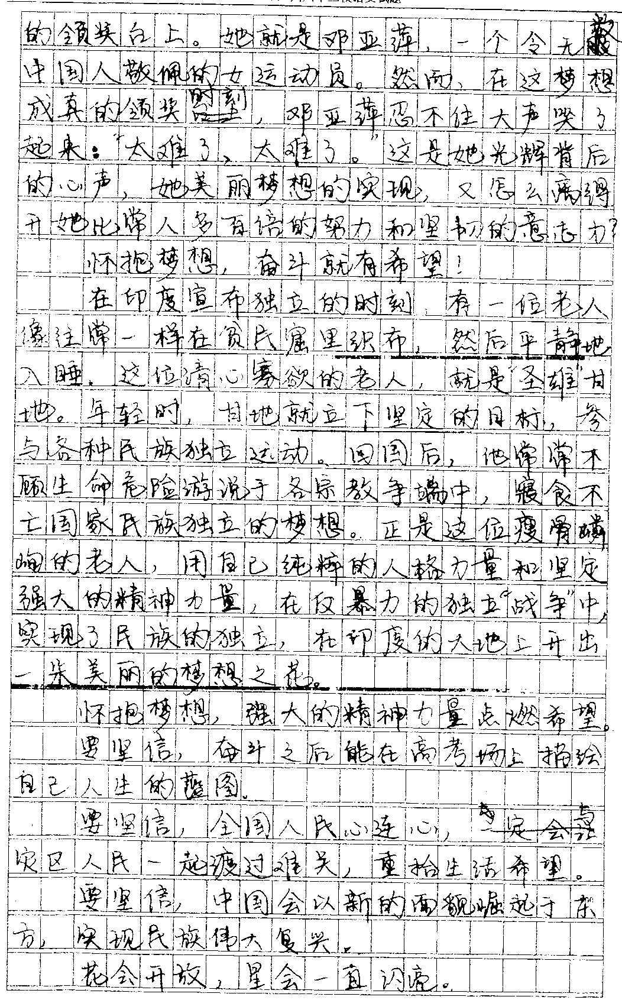 的领奖台上。她就是邓亚萍，一个令无数
中国人敬佩的女运动员。然而，在这梦想
成真的颁奖时刻，邓亚萍忍不住大声哭了
起来：“太难了，太难了。”这是她光辉背后
的心声，她美丽梦想的实现，又怎么离得
开她比常人多百倍的努力和坚韧的意志力？
怀抱梦想，奋斗就有希望！
在印度宣布独立的时刻，有一位老人
像往常一样在贫民窟里织布，然后平静地
入睡。这位清心寡欲的老人，就是“圣雄”甘
地。年轻时，甘地就立下坚定的目标，参
与各种民族独立运动。回国后，他常常不
顾生命危险游说于各宗教争端中，寝食不
亡国家民族独立的梦想。正是这位瘦骨嶙
峋的老人，用自己纯粹的人格力量和坚定
强大的精神力量，在反暴力的独立“战争”中，
实现了民族的独立，在印度的大地上开出
一朵美丽的梦想之花。
怀抱梦想，强大的精神力量点燃希望。
要坚信，奋斗之后能在高考场上描绘
自己人生的蓝图。
要坚信，全国人民心连心，与
灾区人民一起渡过难关，重拾生活希望。
要坚信，中国会以新的面貌崛起于东
方，实现民族伟大复兴。
花会开放，星会一直闪亮。